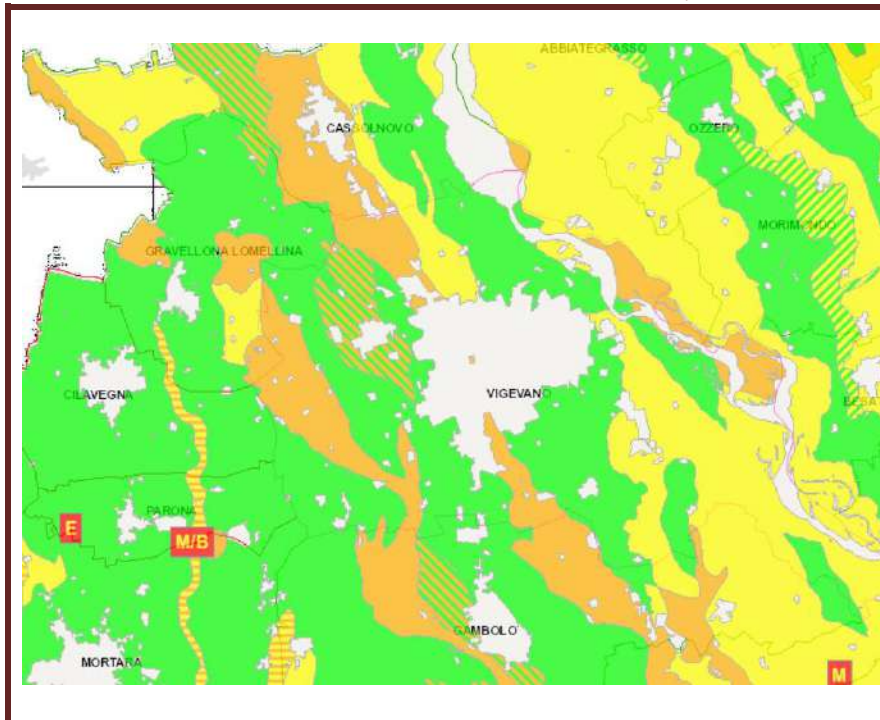 ABBIATEGRASSO
CASSOLNOVO
OZZERO
MORIMONDO
GRAVELLONA LOMELLINA
VIGEVANO
CILAVEGNA
PARONA
E
M/B
GAMBOLO'
MORTARA
M